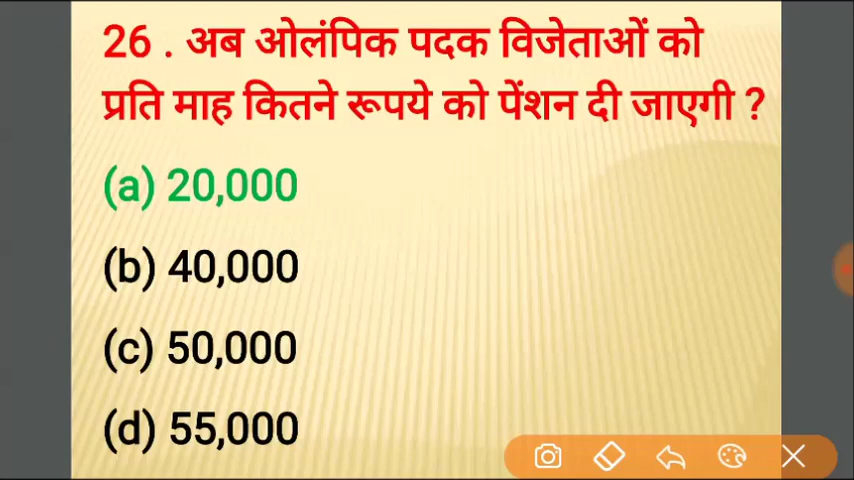 26 . अब ओलंपिक पदक विजेताओं को
प्रति माह कितने रूपये को पेंशन दी जाएगी ?
(a) 20,000
(b) 40,000
(c) 50,000
(d) 55,000